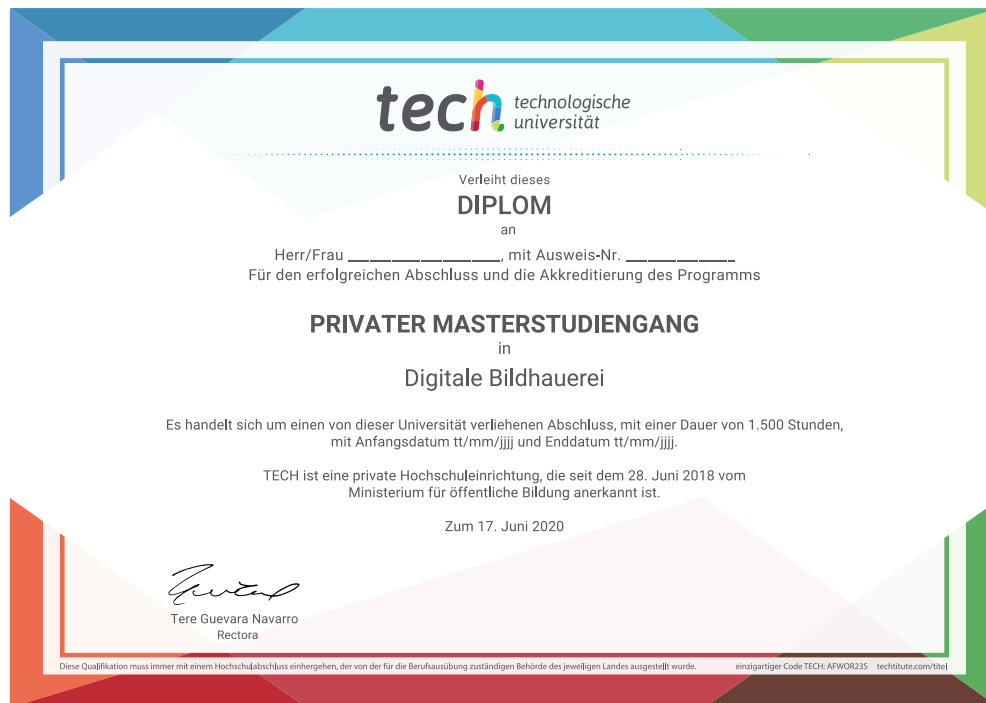 tech technologische
universität
Verleiht dieses
DIPLOM
an
Herr/Frau ____________________, mit Ausweis-Nr. ______________
Für den erfolgreichen Abschluss und die Akkreditierung des Programms
PRIVATER MASTERSTUDIENGANG
in
Digitale Bildhauerei
Es handelt sich um einen von dieser Universität verliehenen Abschluss, mit einer Dauer von 1.500 Stunden,
mit Anfangsdatum tt/mm/jjjj und Enddatum tt/mm/jjjj.
TECH ist eine private Hochschuleinrichtung, die seit dem 28. Juni 2018 vom
Ministerium für öffentliche Bildung anerkannt ist.
Zum 17. Juni 2020
Tere Guevara Navarro
Rectora
Diese Qualifikation muss immer mit einem Hochschulabschluss einhergehen, der von der für die Berufsausübung zuständigen Behörde des jeweiligen Landes ausgestellt wurde. einzigartiger Code TECH: AFWOR23S techtitute.com/titel